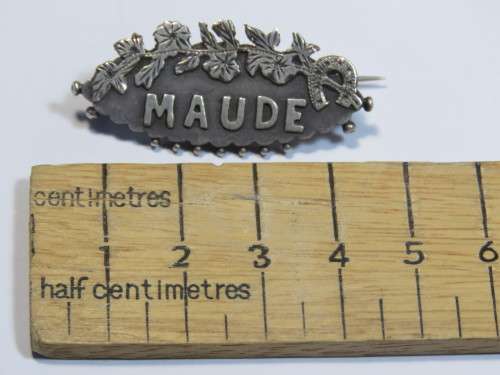 MAUDE
centimetres
1 2 3 4 5 6
half centimetres